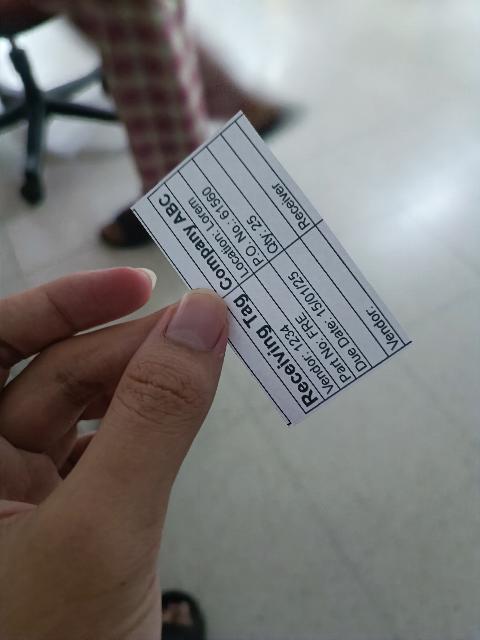 Receiving Tag Company ABC
Vendor: 1234 Location: Lorem
Part No: FRE P.O. No.: 61560
Due Date: 15/01/25 Qty: 25
Vendor: Receiver